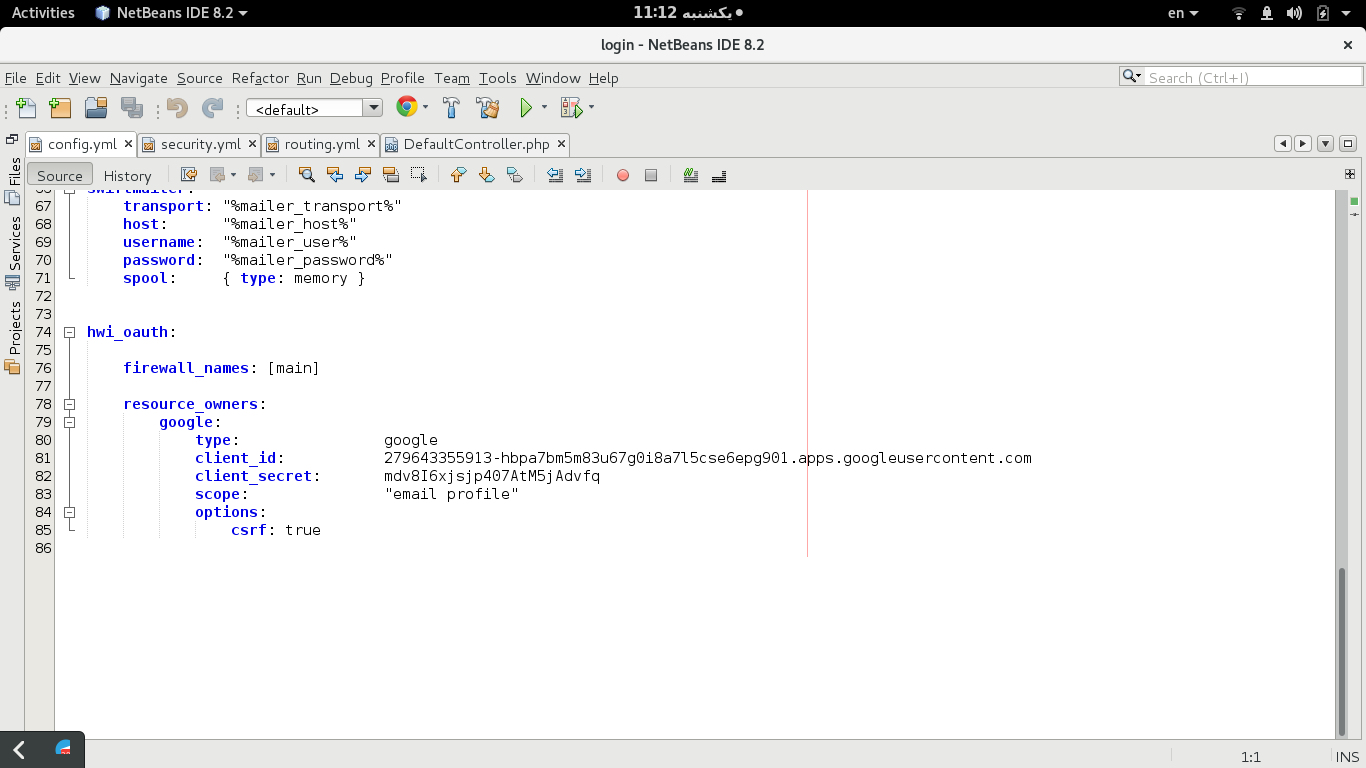 Activities NetBeans IDE 8.2 یکشنبه 11:12 en
login - NetBeans IDE 8.2
File Edit View Navigate Source Refactor Run Debug Profile Team Tools Window Help Search (Ctrl+I)
<default>
config.yml security.yml routing.yml DefaultController.php
Source History
Files
Services
Projects
66 swiftmailer:
67 transport: "%mailer_transport%"
68 host: "%mailer_host%"
69 username: "%mailer_user%"
70 password: "%mailer_password%"
71 spool: { type: memory }
72
73
74 hwi_oauth:
75
76 firewall_names: [main]
77
78 resource_owners:
79 google:
80 type: google
81 client_id: 279643355913-hbpa7bm5m83u67g0i8a7l5cse6epg901.apps.googleusercontent.com
82 client_secret: mdv8I6xjsjp407AtM5jAdvfq
83 scope: "email profile"
84 options:
85 csrf: true
86
1:1 INS